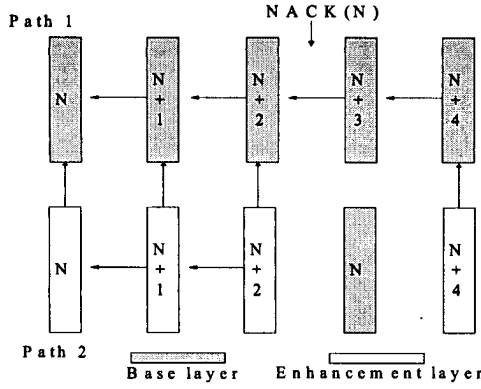 NACK(N)
Path 1
N
N + 1
N + 2
N + 3
N + 4
N
N + 1
N + 2
N
N + 4
Path 2
Base layer
Enhancement layer